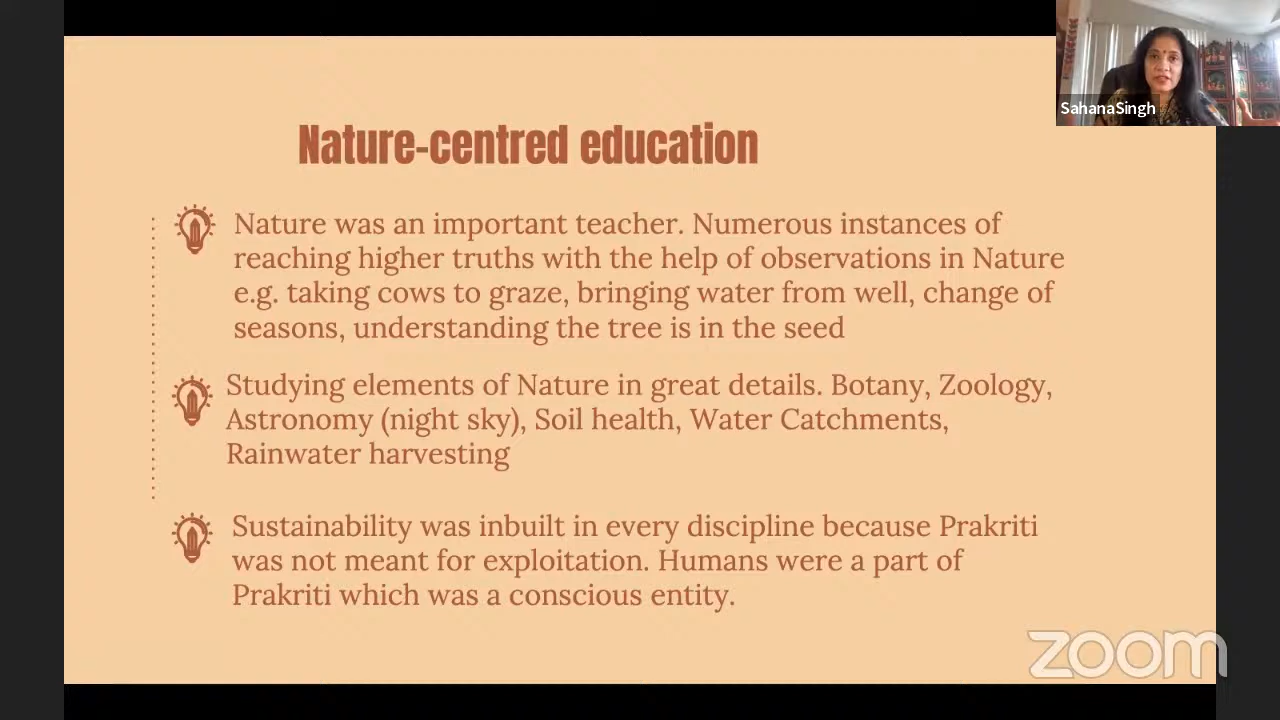 SahanaSingh
Nature-centred education
Nature was an important teacher. Numerous instances of
reaching higher truths with the help of observations in Nature
e.g. taking cows to graze, bringing water from well, change of
seasons, understanding the tree is in the seed
Studying elements of Nature in great details. Botany, Zoology,
Astronomy (night sky), Soil health, Water Catchments,
Rainwater harvesting
Sustainability was inbuilt in every discipline because Prakriti
was not meant for exploitation. Humans were a part of
Prakriti which was a conscious entity.
zoom